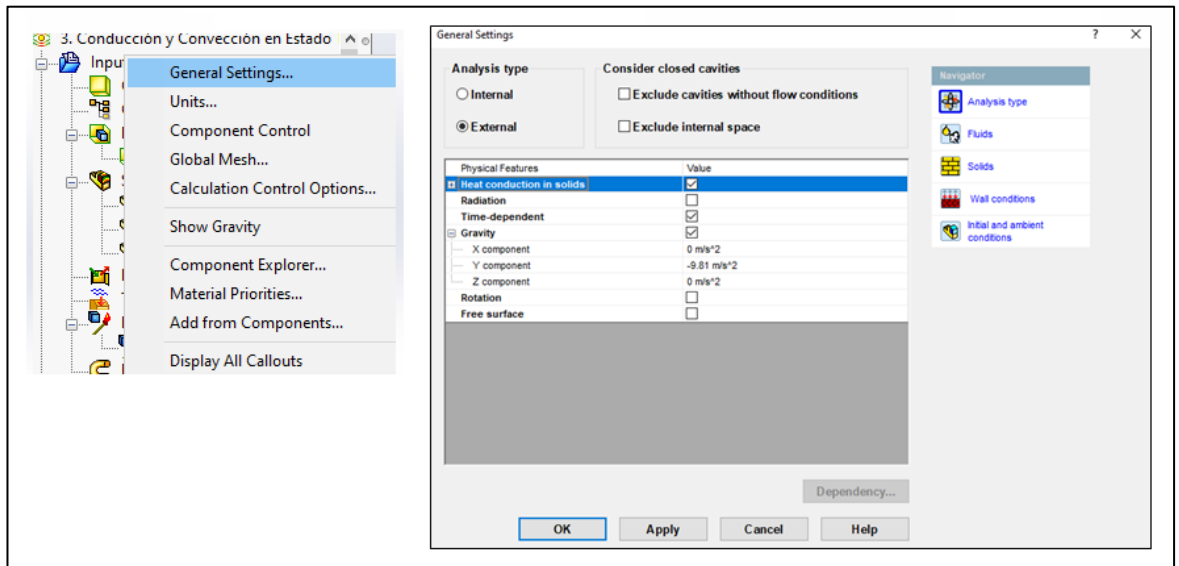 3. Conducción y Convección en Estado
Inpu
General Settings...
Units...
Component Control
Global Mesh...
Calculation Control Options...
Show Gravity
Component Explorer...
Material Priorities...
Add from Components...
Display All Callouts
General Settings
? X
Analysis type
Internal
External
Consider closed cavities
Exclude cavities without flow conditions
Exclude internal space
Physical Features Value
Heat conduction in solids
Radiation
Time-dependent
Gravity
X component 0 m/s^2
Y component -9.81 m/s^2
Z component 0 m/s^2
Rotation
Free surface
Navigator
Analysis type
Fluids
Solids
Wall conditions
Initial and ambient
conditions
Dependency...
OK Apply Cancel Help